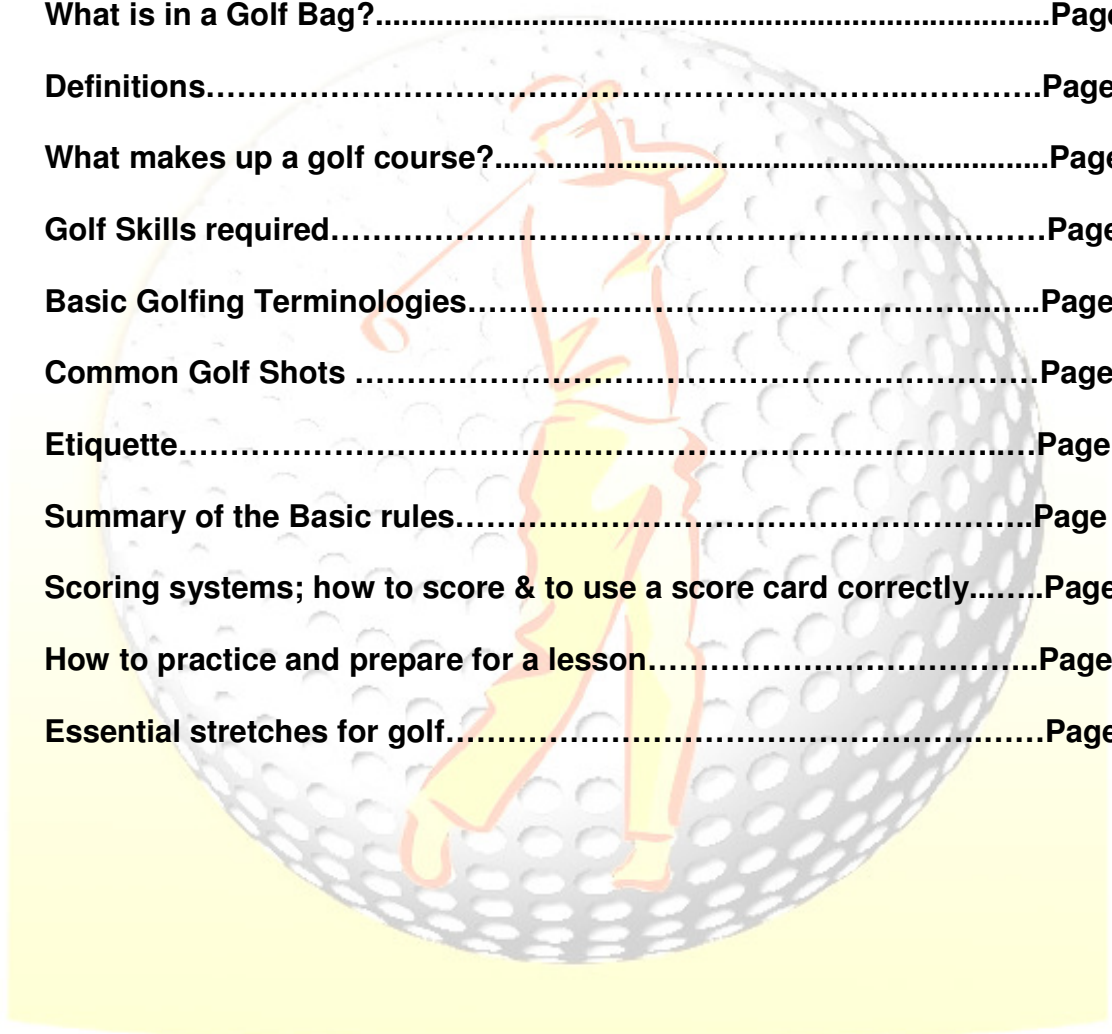 What is in a Golf Bag?................................................................................Page
Definitions…………………………………………………………...…………Page
What makes up a golf course?...................................................................Page
Golf Skills required……………………………………………………………Page
Basic Golfing Terminologies…………………………………………...…..Page
Common Golf Shots ………………………………………………………….Page
Etiquette……………………………………………………………………......Page
Summary of the Basic rules………………………………………………..Page
Scoring systems; how to score & to use a score card correctly...…..Page
How to practice and prepare for a lesson………………………………..Page
Essential stretches for golf……………………………………………..……Page